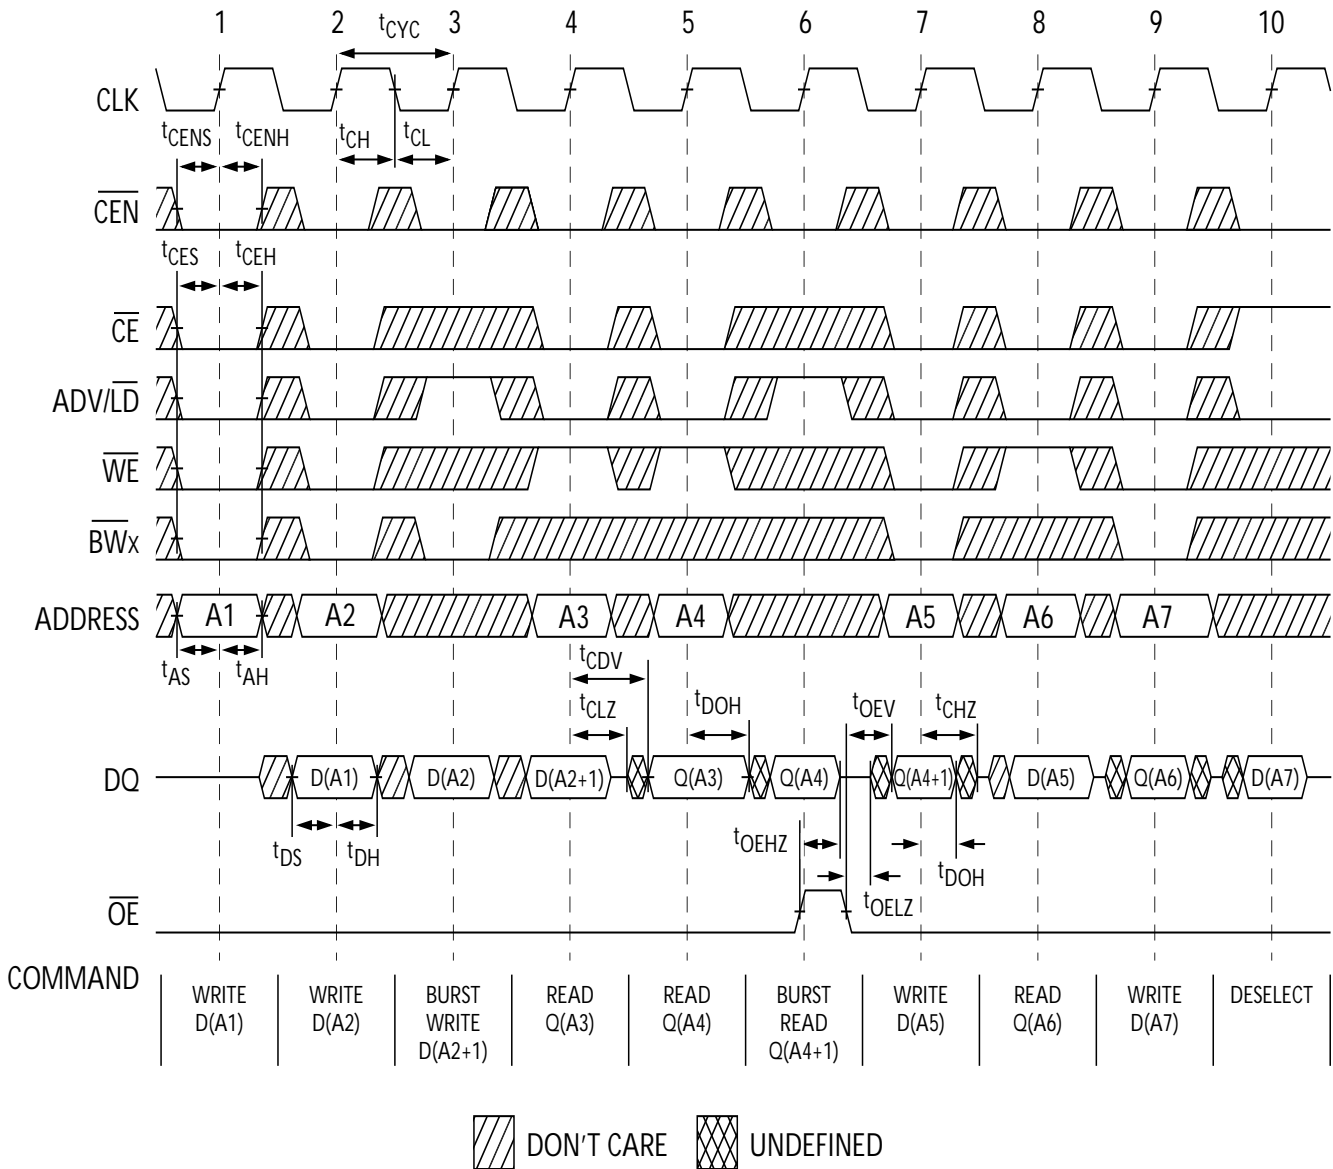 1 2 tCYC 3 4 5 6 7 8 9 10
CLK
tCENS tCENH tCH tCL
CEN
tCES tCEH
CE
ADV/LD
WE
BWx
ADDRESS A1 A2 A3 A4 A5 A6 A7
tAS tAH tCDV
tCLZ tDOH tOEV tCHZ
DQ D(A1) D(A2) D(A2+1) Q(A3) Q(A4) Q(A4+1) D(A5) Q(A6) D(A7)
tDS tDH tOEHZ tDOH
tOELZ
OE
COMMAND
WRITE
D(A1)
WRITE
D(A2)
BURST
WRITE
D(A2+1)
READ
Q(A3)
READ
Q(A4)
BURST
READ
Q(A4+1)
WRITE
D(A5)
READ
Q(A6)
WRITE
D(A7)
DESELECT
DON'T CARE UNDEFINED